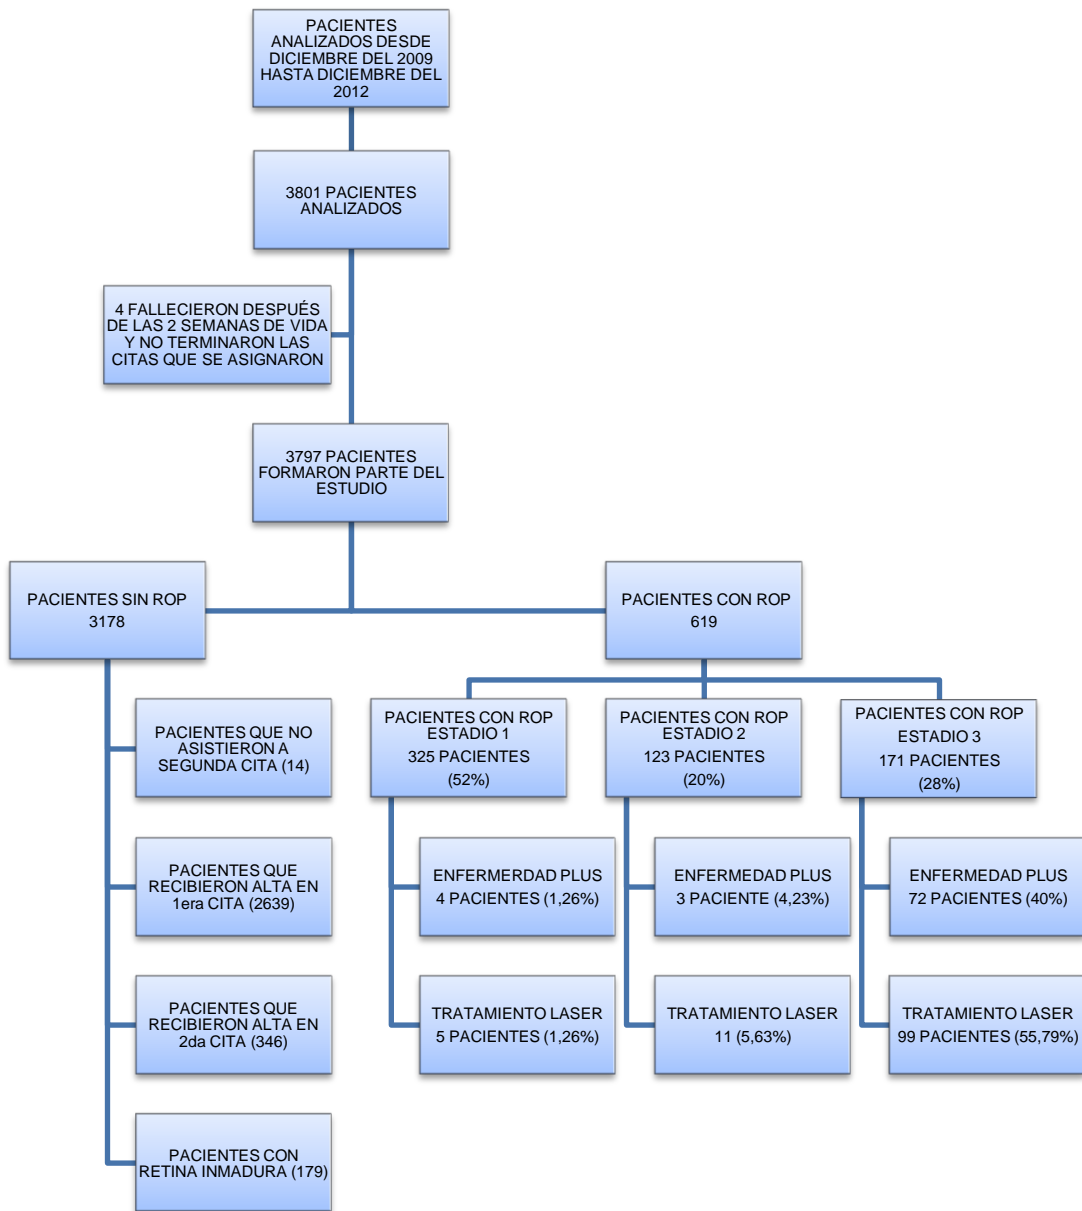 PACIENTES
ANALIZADOS DESDE
DICIEMBRE DEL 2009
HASTA DICIEMBRE DEL
2012
3801 PACIENTES
ANALIZADOS
4 FALLECIERON DESPUÉS
DE LAS 2 SEMANAS DE VIDA
Y NO TERMINARON LAS
CITAS QUE SE ASIGNARON
3797 PACIENTES
FORMARON PARTE DEL
ESTUDIO
PACIENTES SIN ROP
3178
PACIENTES QUE NO
ASISTIERON A
SEGUNDA CITA (14)
PACIENTES QUE
RECIBIERON ALTA EN
1era CITA (2639)
PACIENTES QUE
RECIBIERON ALTA EN
2da CITA (346)
PACIENTES CON
RETINA INMADURA (179)
PACIENTES CON ROP
619
PACIENTES CON ROP
ESTADIO 1
325 PACIENTES
(52%)
ENFERMERDAD PLUS
4 PACIENTES (1,26%)
TRATAMIENTO LASER
5 PACIENTES (1,26%)
PACIENTES CON ROP
ESTADIO 2
123 PACIENTES
(20%)
ENFERMEDAD PLUS
3 PACIENTE (4,23%)
TRATAMIENTO LASER
11 (5,63%)
PACIENTES CON ROP
ESTADIO 3
171 PACIENTES
(28%)
ENFERMEDAD PLUS
72 PACIENTES (40%)
TRATAMIENTO LASER
99 PACIENTES (55,79%)